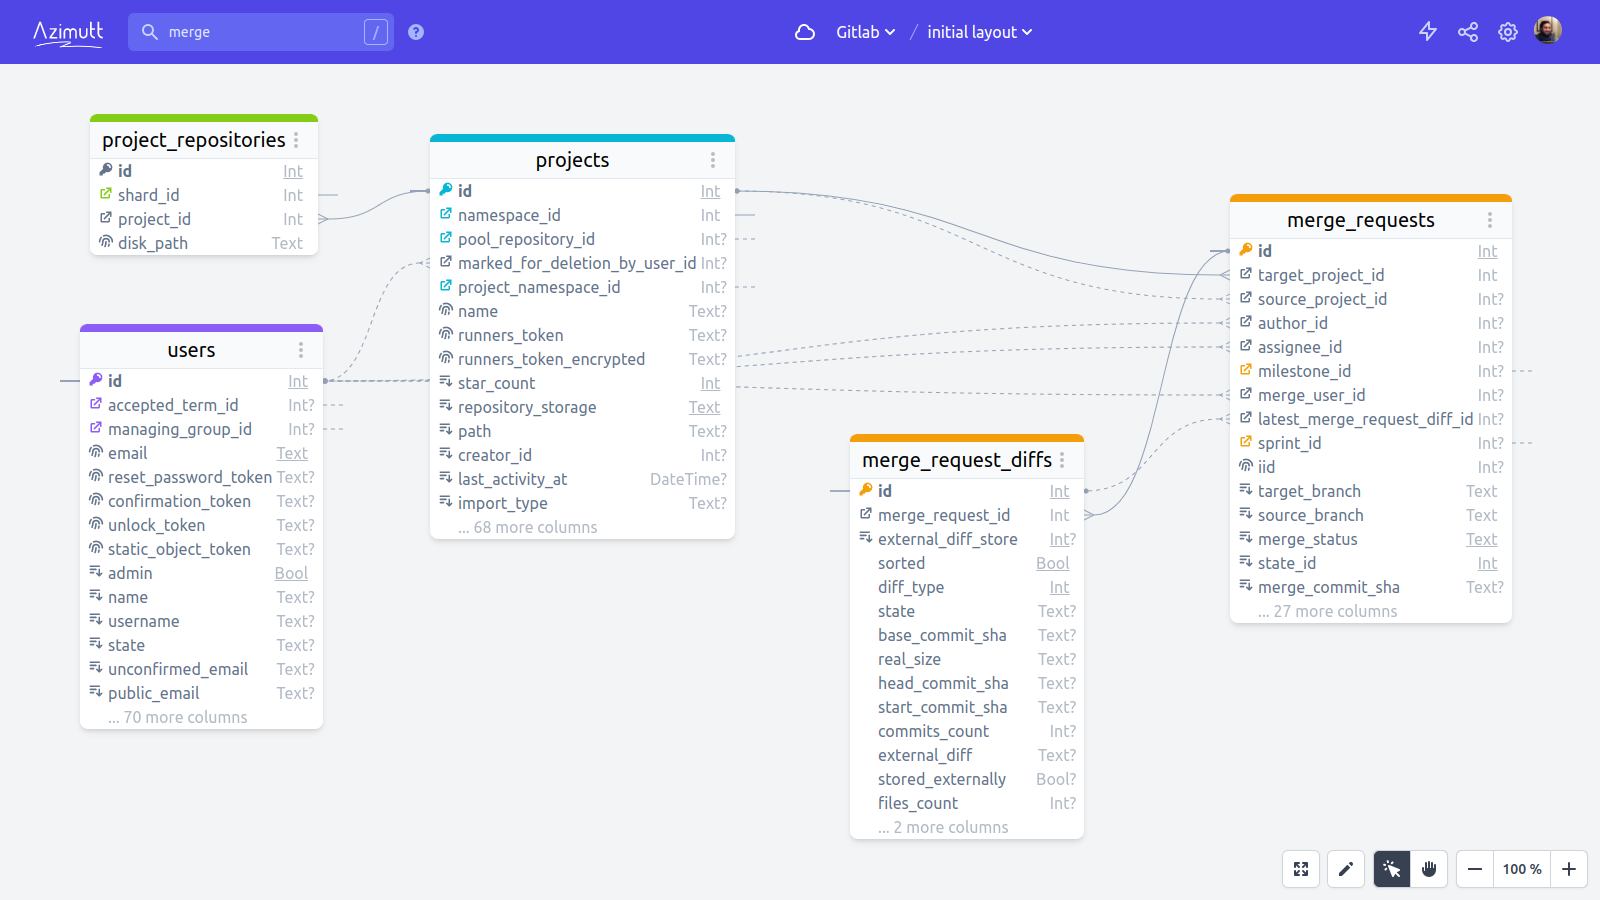 Azimutt merge / ? Gitlab / initial layout
project_repositories
id Int
shard_id Int
project_id Int
disk_path Text
users
id Int
accepted_term_id Int?
managing_group_id Int?
email Text
reset_password_token Text?
confirmation_token Text?
unlock_token Text?
static_object_token Text?
admin Bool
name Text?
username Text?
state Text?
unconfirmed_email Text?
public_email Text?
... 70 more columns
projects
id Int
namespace_id Int
pool_repository_id Int?
marked_for_deletion_by_user_id Int?
project_namespace_id Int?
name Text?
runners_token Text?
runners_token_encrypted Text?
star_count Int
repository_storage Text
path Text?
creator_id Int?
last_activity_at DateTime?
import_type Text?
... 68 more columns
merge_request_diffs
id Int
merge_request_id Int
external_diff_store Int?
sorted Bool
diff_type Int
state Text?
base_commit_sha Text?
real_size Text?
head_commit_sha Text?
start_commit_sha Text?
commits_count Int?
external_diff Text?
stored_externally Bool?
files_count Int?
... 2 more columns
merge_requests
id Int
target_project_id Int
source_project_id Int?
author_id Int?
assignee_id Int?
milestone_id Int?
merge_user_id Int?
latest_merge_request_diff_id Int?
sprint_id Int?
iid Int?
target_branch Text
source_branch Text
merge_status Text
state_id Int
merge_commit_sha Text?
... 27 more columns
100 %